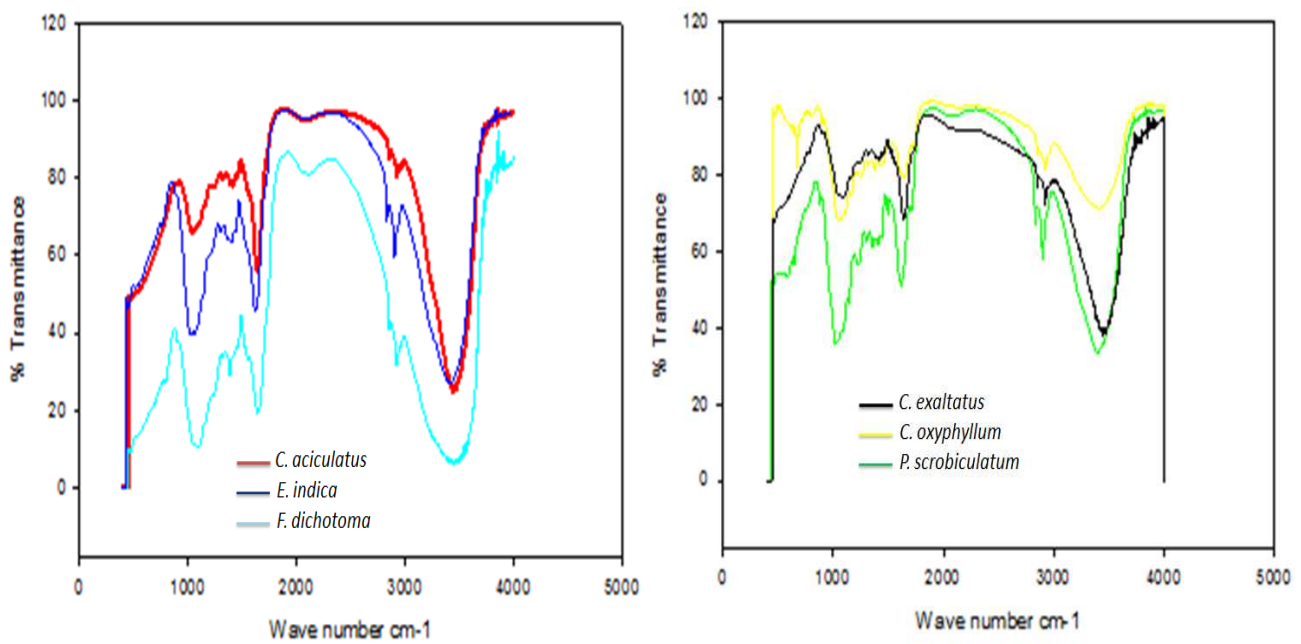 120
100
80
60
40
20
0
% Transmittance
C. aciculatus
E. indica
F. dichotoma
0 1000 2000 3000 4000 5000
Wave number cm-1
120
100
80
60
40
20
0
% Transmittance
C. exaltatus
C. oxyphyllum
P. scrobiculatum
0 1000 2000 3000 4000 5000
Wave number cm-1